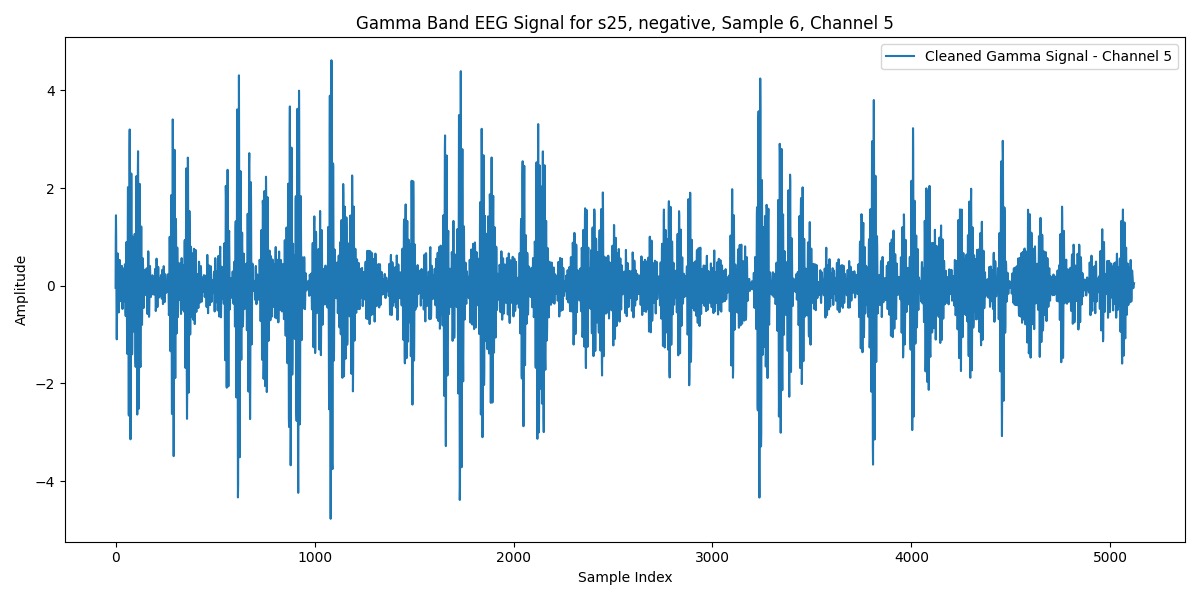 Gamma Band EEG Signal for s25, negative, Sample 6, Channel 5
Cleaned Gamma Signal - Channel 5
Amplitude
4
2
0
−2
−4
0 1000 2000 3000 4000 5000
Sample Index